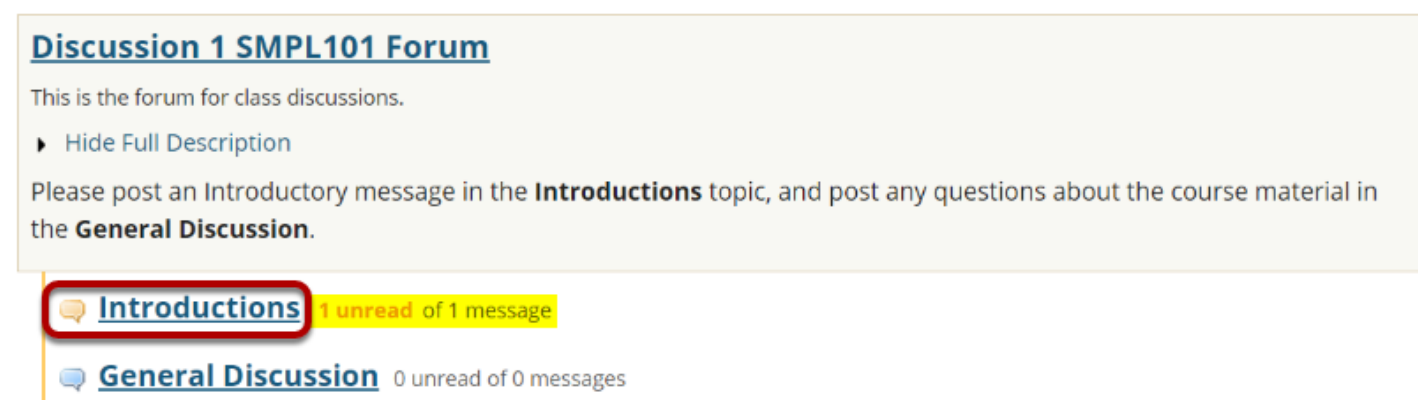 Discussion 1 SMPL101 Forum
This is the forum for class discussions.
Hide Full Description
Please post an Introductory message in the Introductions topic, and post any questions about the course material in
the General Discussion.
Introductions 1 unread of 1 message
General Discussion 0 unread of 0 messages